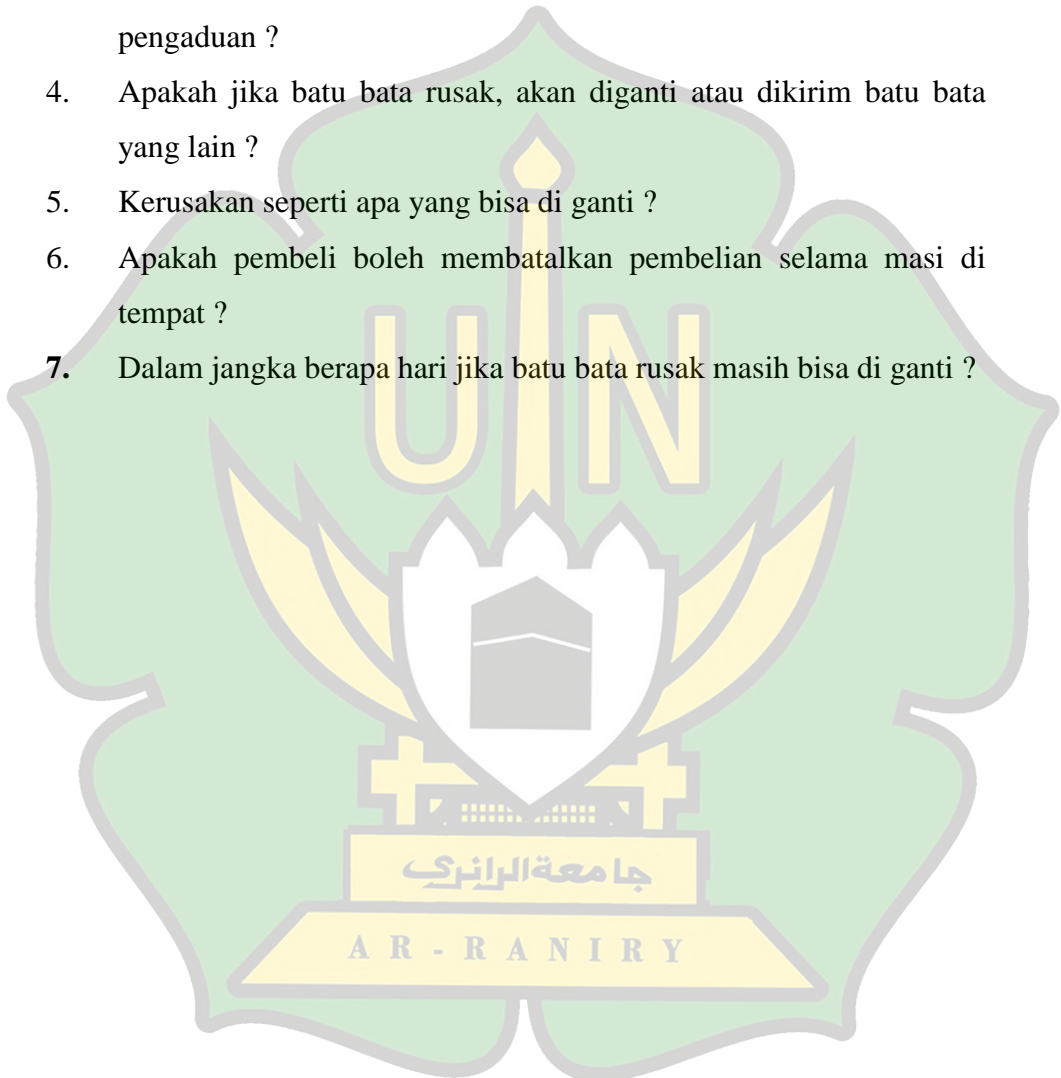 pengaduan ?
4. Apakah jika batu bata rusak, akan diganti atau dikirim batu bata
yang lain ?
5. Kerusakan seperti apa yang bisa di ganti ?
6. Apakah pembeli boleh membatalkan pembelian selama masi di
tempat ?
7. Dalam jangka berapa hari jika batu bata rusak masih bisa di ganti ?
UIN
جامعةالرانري
AR-RANIRY